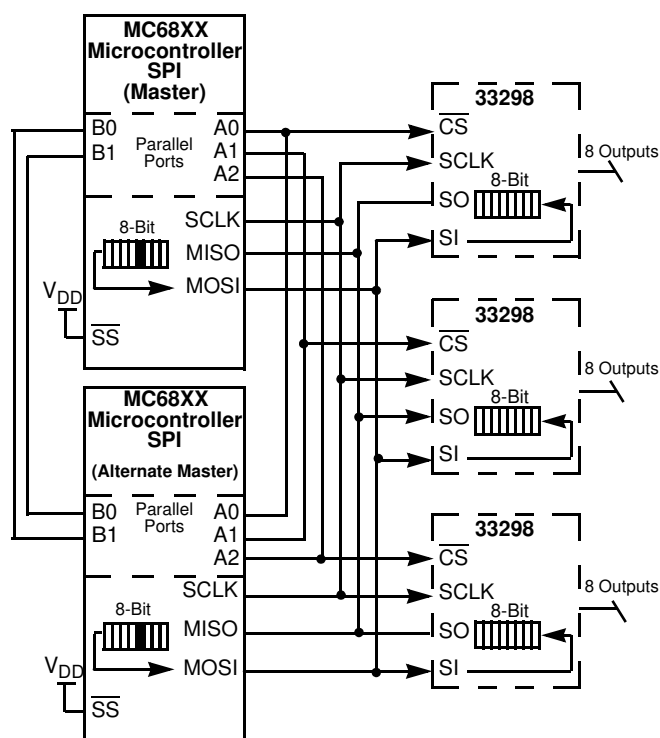 MC68XX
Microcontroller
SPI
(Master)
B0
B1
Parallel
Ports
A0
A1
A2
8-Bit
SCLK
MISO
MOSI
VDD
SS
MC68XX
Microcontroller
SPI
(Alternate Master)
B0
B1
Parallel
Ports
A0
A1
A2
SCLK
8-Bit
MISO
MOSI
VDD
SS
33298
CS
SCLK
SO
8-Bit
SI
8 Outputs
33298
CS
SCLK
SO
8-Bit
SI
8 Outputs
33298
CS
SCLK
SO
8-Bit
SI
8 Outputs